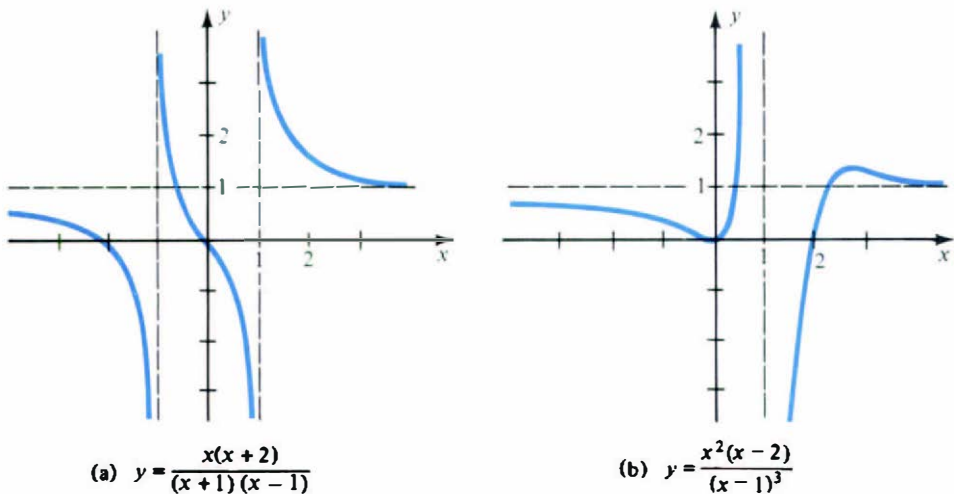 y
2
1
2
x
(a) y = x(x + 2) / (x + 1)(x − 1)
y
2
1
1
2
x
(b) y = x²(x − 2) / (x − 1)³